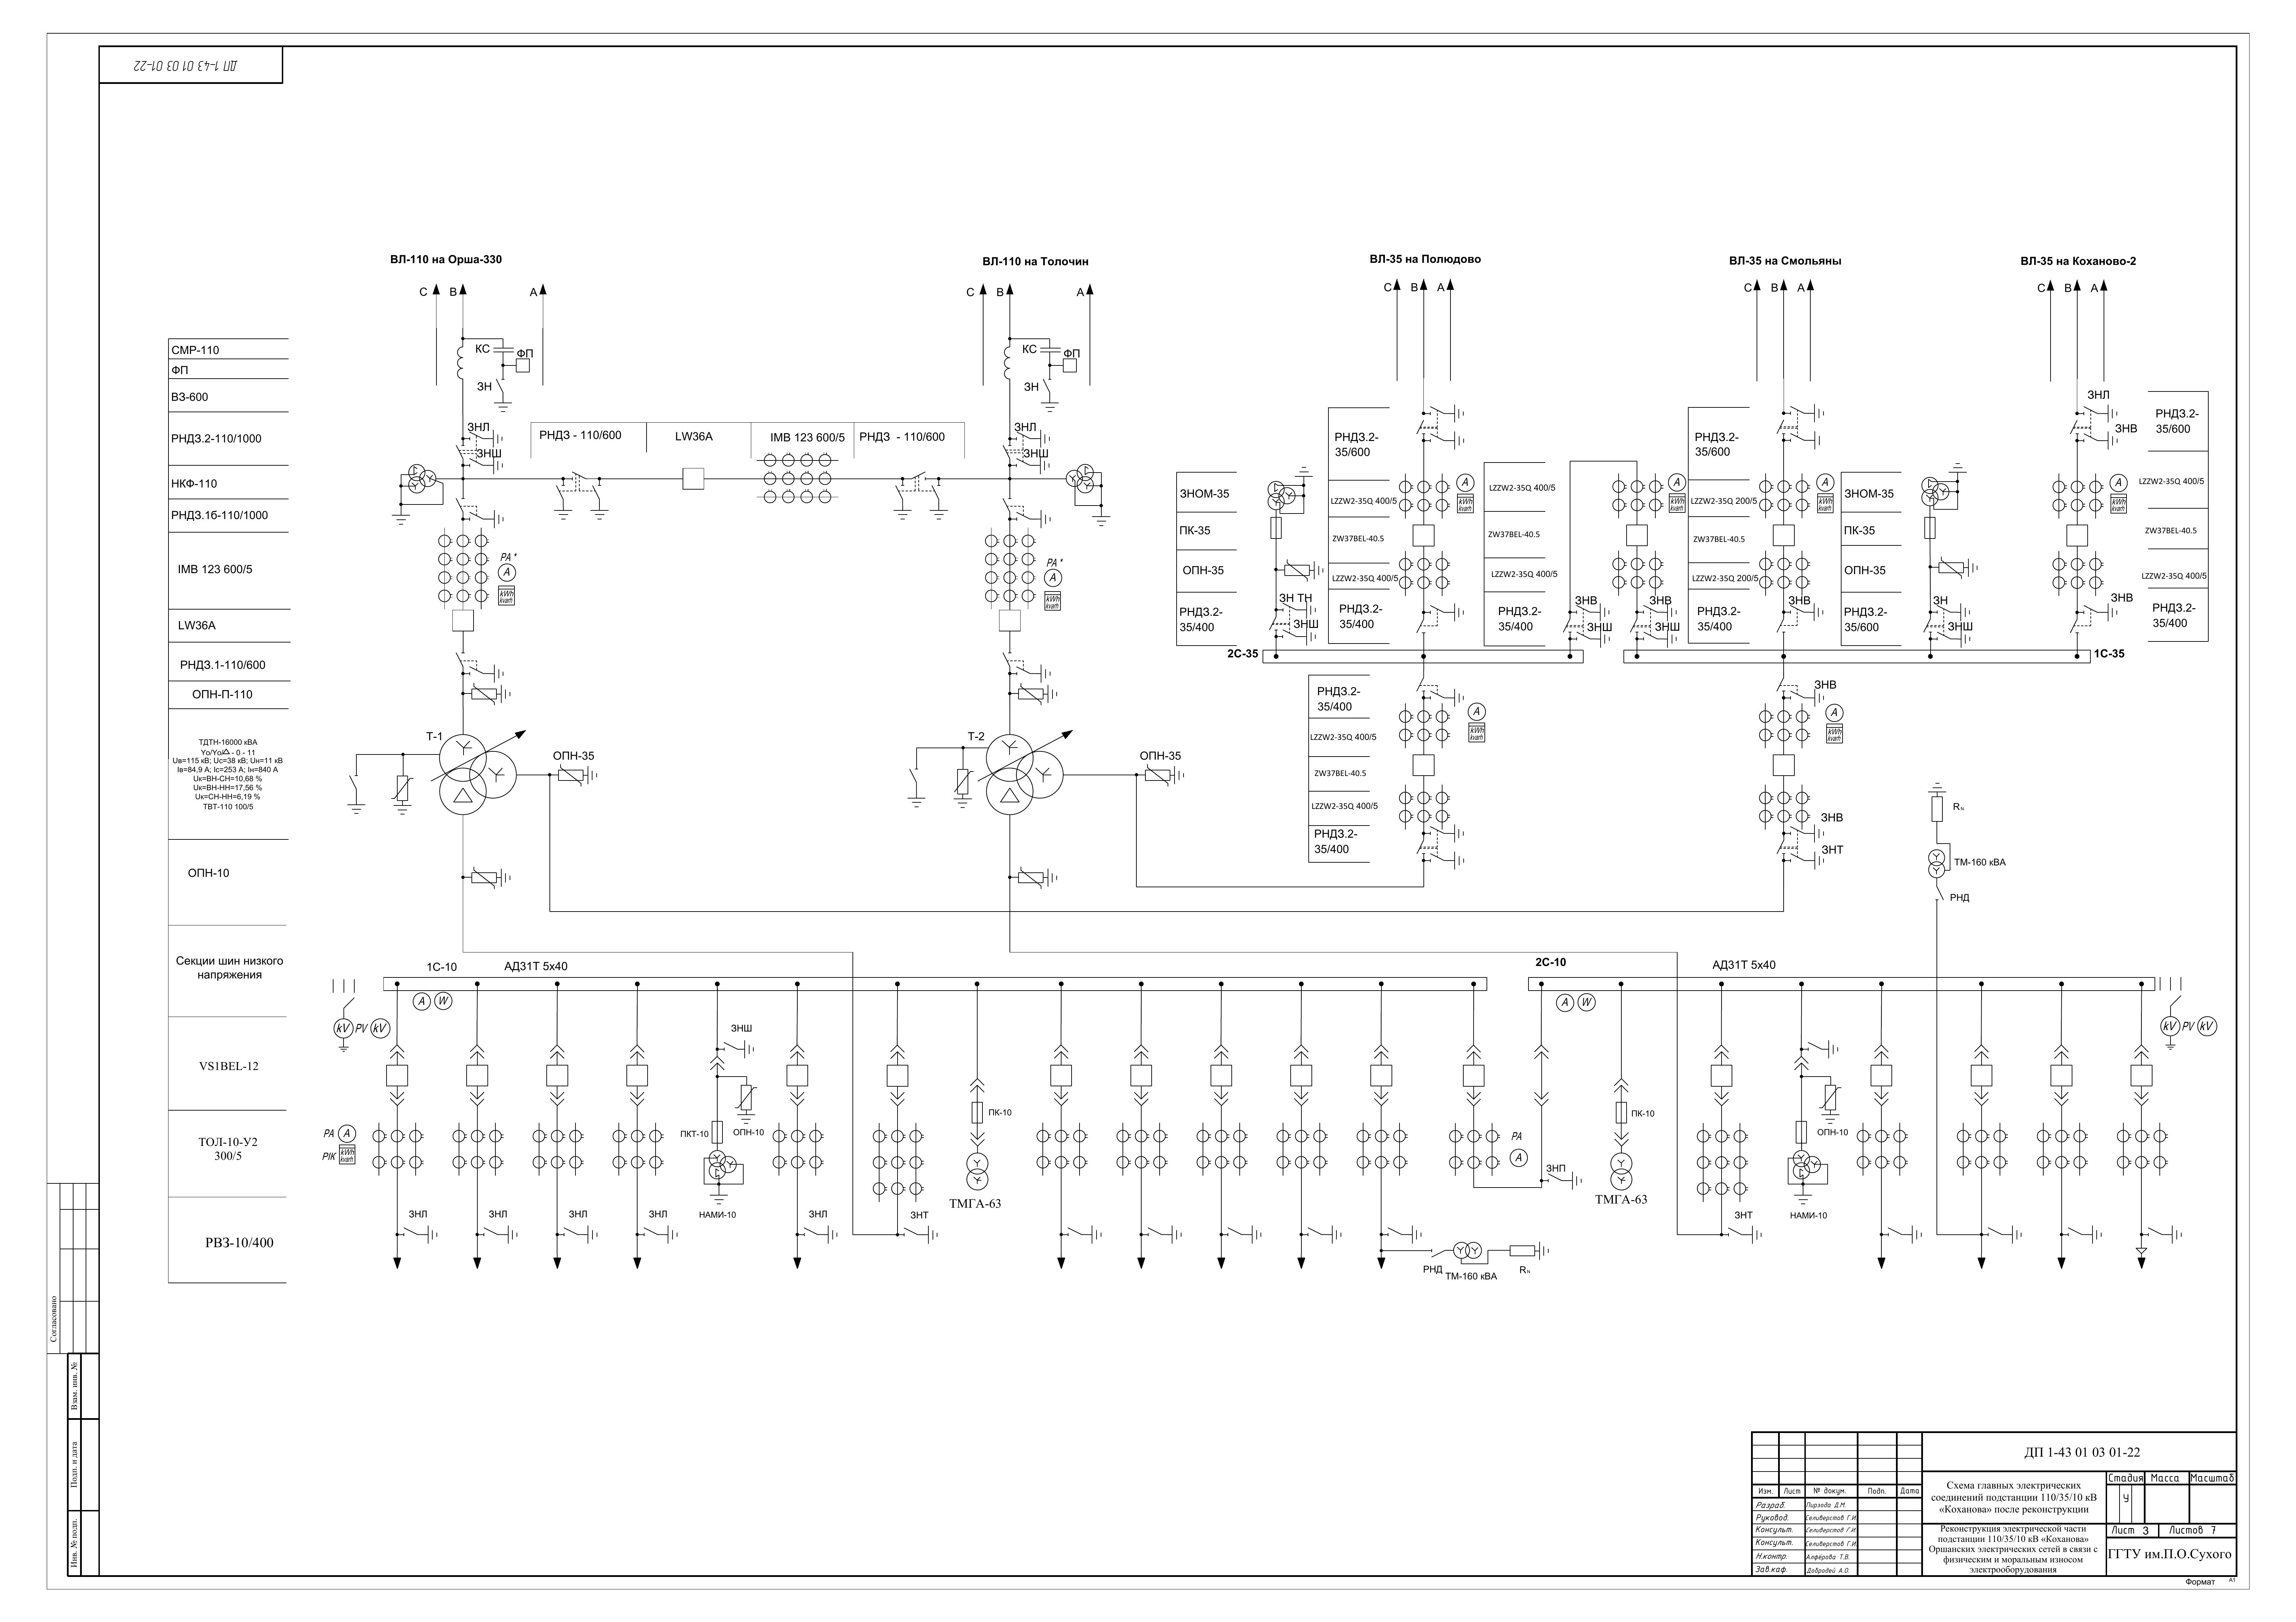 ДП 1-43 01 03 01-22
ВЛ-110 на Орша-330
ВЛ-110 на Толочин
ВЛ-35 на Полюдово
ВЛ-35 на Смольяны
ВЛ-35 на Коханово-2
C B A
C B A
C B A
C B A
C B A
СМР-110
ФП
ВЗ-600
РНДЗ.2-110/1000
НКФ-110
РНДЗ.1б-110/1000
IMB 123 600/5
LW36A
РНДЗ.1-110/600
ОПН-П-110
ТДТН-16000 кВА
Yo/Yo/△ - 0 - 11
Uв=115 кВ; Uс=38 кВ; Uн=11 кВ
Iв=84,9 А; Iс=253 А; Iн=840 А
Uк=ВН-СН=10,68 %
Uк=ВН-НН=17,56 %
Uк=СН-НН=6,19 %
ТВТ-110 100/5
ОПН-10
Секции шин низкого
напряжения
VS1BEL-12
ТОЛ-10-У2
300/5
РВЗ-10/400
КС
ФП
ЗН
ЗНЛ
ЗНШ
РНДЗ - 110/600
LW36A
IMB 123 600/5
РНДЗ - 110/600
КС
ФП
ЗН
ЗНЛ
ЗНШ
PA *
A
kWh
kvarh
PA *
A
kWh
kvarh
Т-1
ОПН-35
Т-2
ОПН-35
ЗНОМ-35
ПК-35
ОПН-35
РНДЗ.2-
35/400
ЗН ТН
ЗНШ
РНДЗ.2-
35/600
LZZW2-35Q 400/5
ZW37BEL-40.5
LZZW2-35Q 400/5
РНДЗ.2-
35/400
A
kWh
kvarh
LZZW2-35Q 400/5
ZW37BEL-40.5
LZZW2-35Q 400/5
РНДЗ.2-
35/400
ЗНВ
ЗНШ
ЗНВ
ЗНШ
A
kWh
kvarh
РНДЗ.2-
35/600
LZZW2-35Q 200/5
ZW37BEL-40.5
LZZW2-35Q 200/5
РНДЗ.2-
35/400
ЗНВ
A
kWh
kvarh
ЗНОМ-35
ПК-35
ОПН-35
РНДЗ.2-
35/600
ЗН
ЗНШ
ЗНЛ
ЗНВ
A
kWh
kvarh
ЗНВ
РНДЗ.2-
35/600
LZZW2-35Q 400/5
ZW37BEL-40.5
LZZW2-35Q 400/5
РНДЗ.2-
35/400
2С-35
1С-35
РНДЗ.2-
35/400
LZZW2-35Q 400/5
ZW37BEL-40.5
LZZW2-35Q 400/5
РНДЗ.2-
35/400
A
kWh
kvarh
ЗНВ
A
kWh
kvarh
ЗНВ
ЗНТ
RN
ТМ-160 кВА
РНД
1С-10
АД31Т 5х40
2С-10
АД31Т 5х40
A W
A W
kV PV kV
kV PV kV
ЗНШ
ПКТ-10
ОПН-10
НАМИ-10
PA A
PIK kWh
kvarh
ПК-10
ТМГА-63
PA
A
ЗНП
ПК-10
ТМГА-63
ОПН-10
НАМИ-10
ЗНЛ
ЗНЛ
ЗНЛ
ЗНЛ
ЗНЛ
ЗНТ
ЗНТ
РНД
ТМ-160 кВА
RN
Согласовано
Взам. инв. №
Подп. и дата
Инв. № подп.
ДП 1-43 01 03 01-22
Изм. Лист № докум. Подп. Дата
Разраб. Пирзода Д.М.
Руковод. Селиверстов Г.И.
Консульт. Селиверстов Г.И.
Консульт. Селиверстов Г.И.
Н.контр. Алфёрова Т.В.
Зав.каф. Добродей А.О.
Схема главных электрических
соединений подстанции 110/35/10 кВ
«Коханова» после реконструкции
Реконструкция электрической части
подстанции 110/35/10 кВ «Коханова»
Оршанских электрических сетей в связи с
физическим и моральным износом
электрооборудования
Стадия Масса Масштаб
У
Лист 3 Листов 7
ГГТУ им.П.О.Сухого
Формат А1